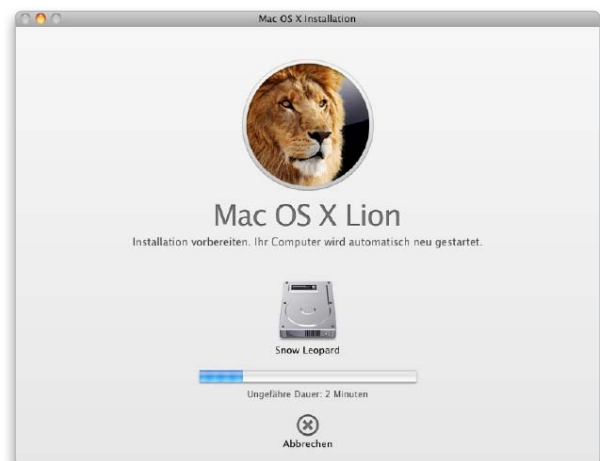 Mac OS X Installation
Mac OS X Lion
Installation vorbereiten. Ihr Computer wird automatisch neu gestartet.
Snow Leopard
Ungefähre Dauer: 2 Minuten
Abbrechen